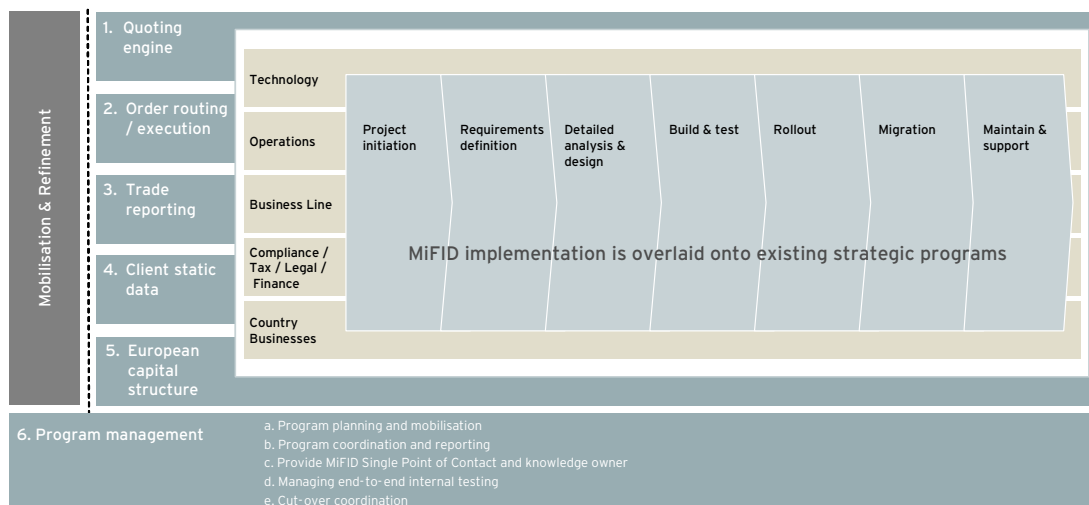 Mobilisation & Refinement
1. Quoting
engine
2. Order routing
/ execution
3. Trade
reporting
4. Client static
data
5. European
capital
structure
Technology
Operations
Business Line
Compliance /
Tax / Legal /
Finance
Country
Businesses
Project
initiation
Requirements
definition
Detailed
analysis &
design
Build & test
Rollout
Migration
Maintain &
support
MiFID implementation is overlaid onto existing strategic programs
6. Program management
a. Program planning and mobilisation
b. Program coordination and reporting
c. Provide MiFID Single Point of Contact and knowledge owner
d. Managing end-to-end internal testing
e. Cut-over coordination